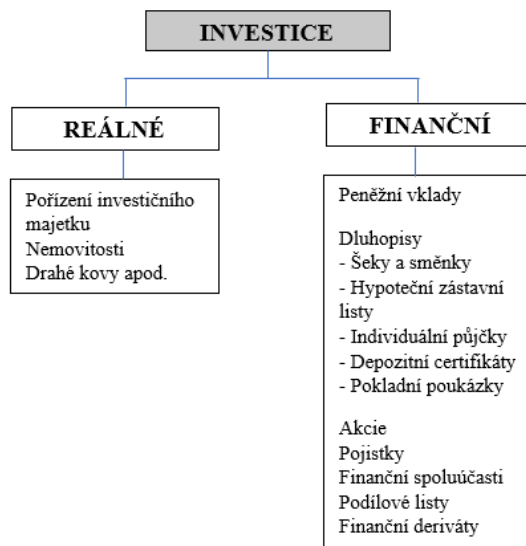 INVESTICE
REÁLNÉ
Pořízení investičního
majetku
Nemovitosti
Drahé kovy apod.
FINANČNÍ
Peněžní vklady
Dluhopisy
- Šeky a směnky
- Hypoteční zástavní
listy
- Individuální půjčky
- Depozitní certifikáty
- Pokladní poukázky
Akcie
Pojistky
Finanční spoluúčasti
Podílové listy
Finanční deriváty